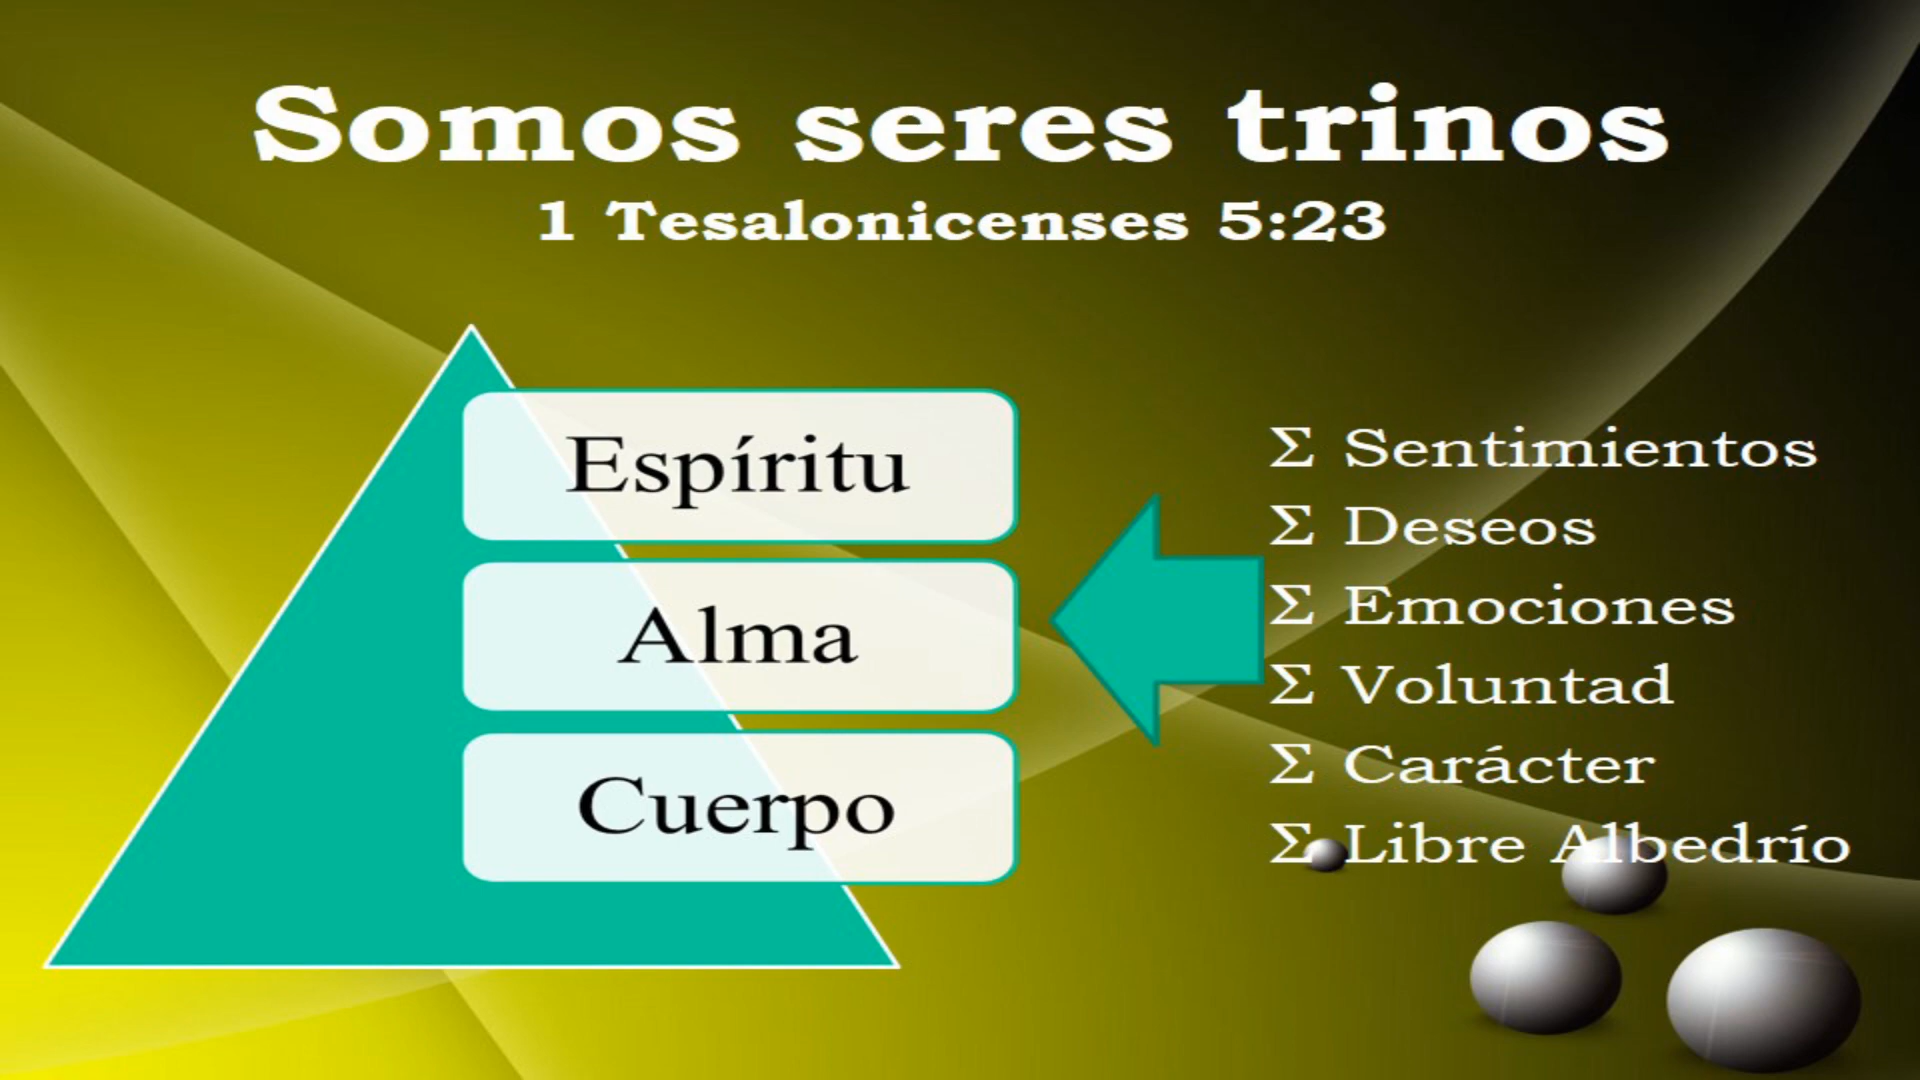 Somos seres trinos
1 Tesalonicenses 5:23
Espíritu
Alma
Cuerpo
Σ Sentimientos
Σ Deseos
Σ Emociones
Σ Voluntad
Σ Carácter
Σ Libre Albedrío